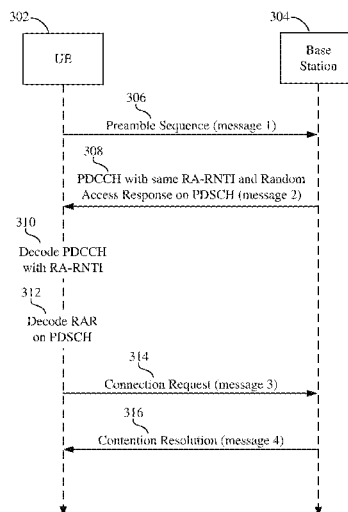 302
304
UE
Base
Station
306
Preamble Sequence (message 1)
308
PDCCH with same RA-RNTI and Random
Access Response on PDSCH (message 2)
310
Decode PDCCH
with RA-RNTI
312
Decode RAR
on PDSCH
314
Connection Request (message 3)
316
Contention Resolution (message 4)